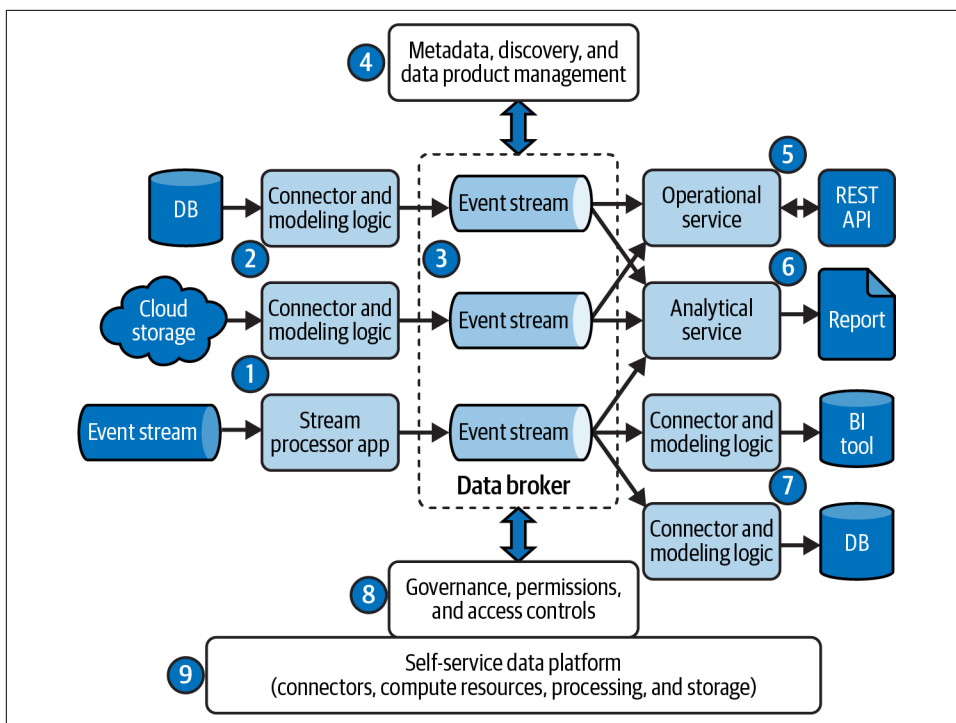 4
Metadata, discovery, and
data product management
DB
Connector and
modeling logic
Event stream
Operational
service
5
REST
API
2
3
Cloud
storage
Connector and
modeling logic
Event stream
Analytical
service
6
Report
1
Event stream
Stream
processor app
Event stream
Connector and
modeling logic
BI
tool
Data broker
7
Connector and
modeling logic
DB
8
Governance, permissions,
and access controls
9
Self-service data platform
(connectors, compute resources, processing, and storage)